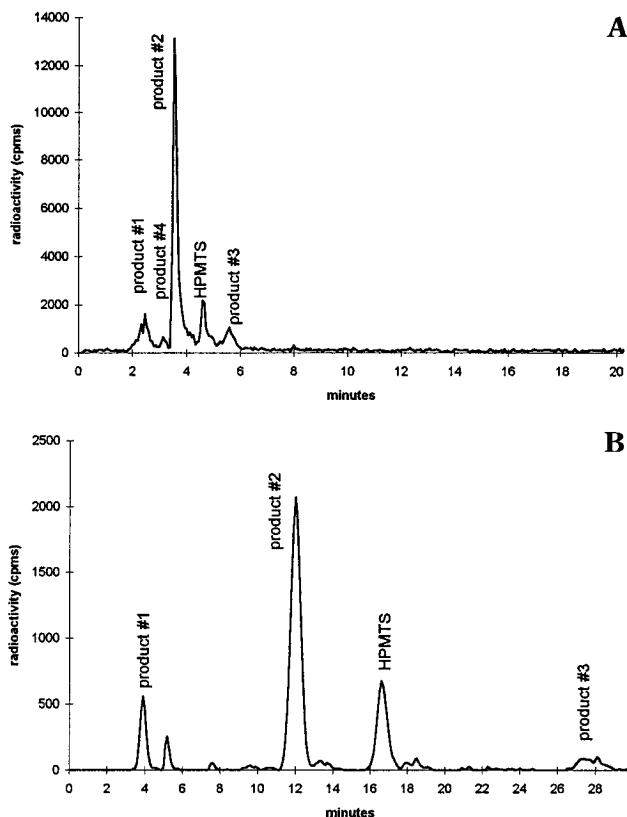 A
14000
12000
10000
8000
6000
4000
2000
0
radioactivity (cpms)
product #1
product #4
product #2
HPMTS
product #3
0 2 4 6 8 10 12 14 16 18 20
minutes
B
2500
2000
1500
1000
500
0
radioactivity (cpms)
product #1
product #2
HPMTS
product #3
0 2 4 6 8 10 12 14 16 18 20 22 24 26 28
minutes